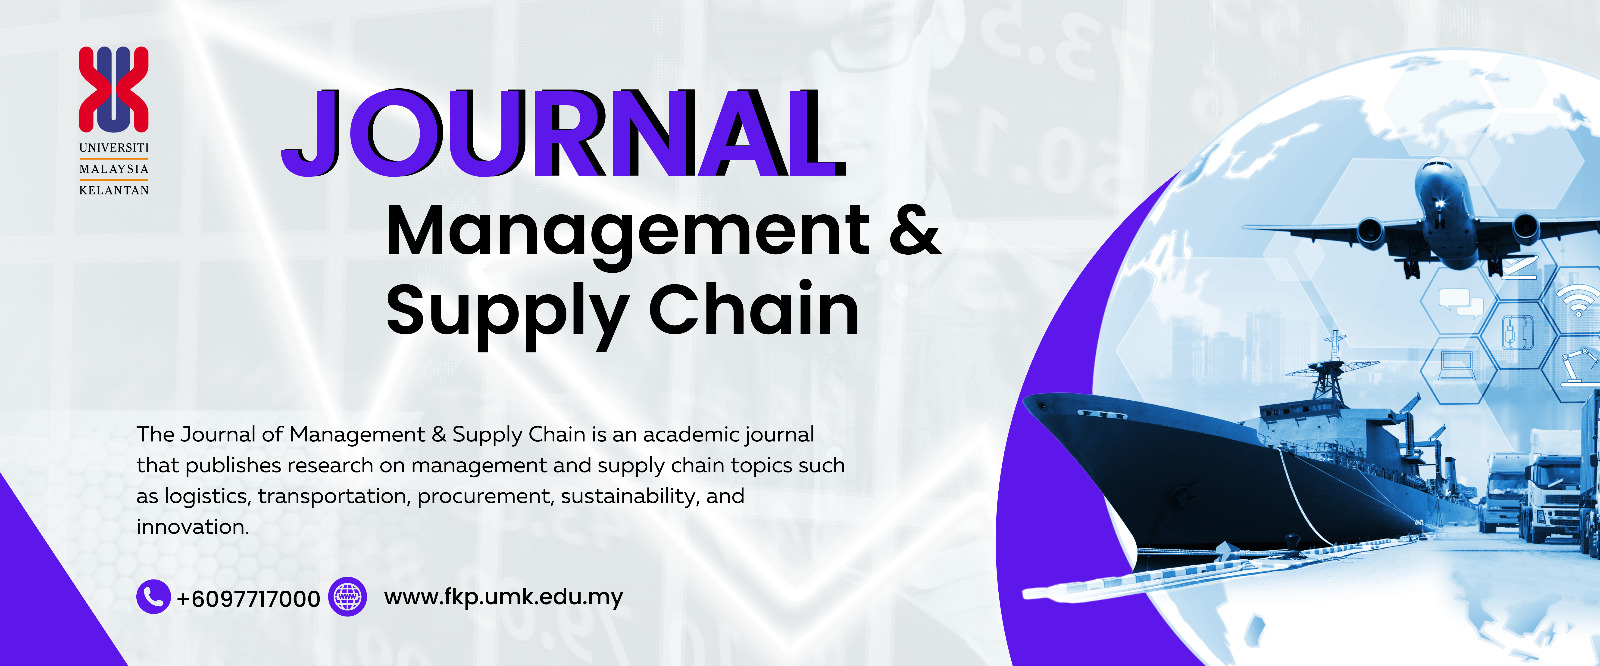 UNIVERSITI
MALAYSIA
KELANTAN
JOURNAL
Management &
Supply Chain
The Journal of Management & Supply Chain is an academic journal
that publishes research on management and supply chain topics such
as logistics, transportation, procurement, sustainability, and
innovation.
+6097717000 www.fkp.umk.edu.my